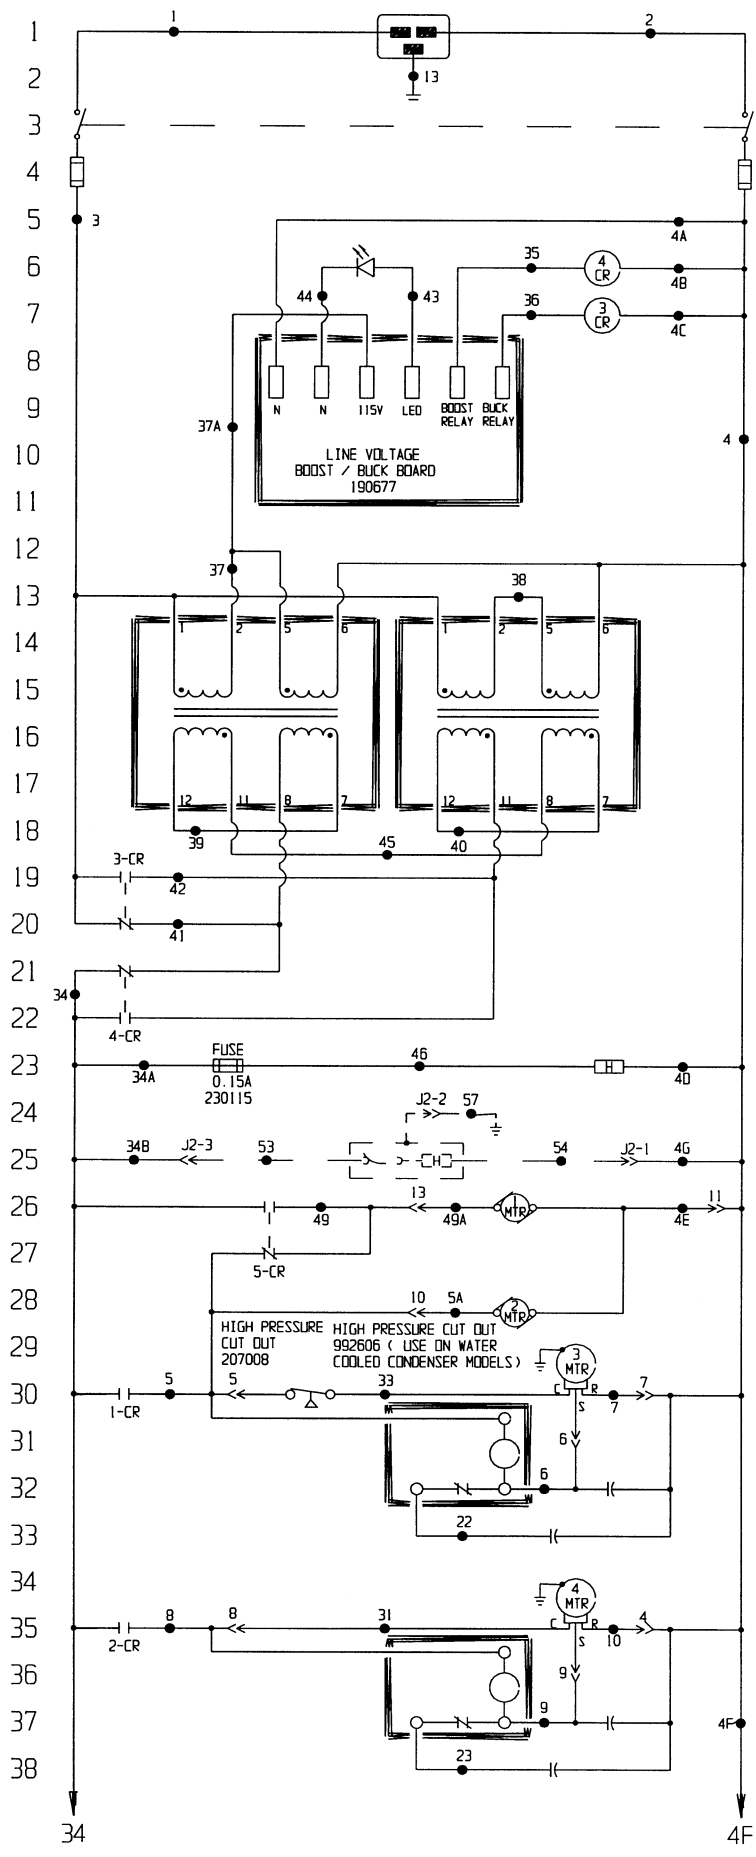 1
1
2
2
13
3
4
5
3
4A
6
35
4
CR
4B
44
43
7
36
3
CR
4C
8
9
N
N
115V
LED
BOOST
RELAY
BUCK
RELAY
37A
4
10
LINE VOLTAGE
BOOST / BUCK BOARD
190677
11
12
37
38
13
1
2
5
6
1
2
5
6
14
15
16
17
12
11
8
7
12
11
8
7
18
39
45
40
3-CR
19
42
20
41
21
34
22
4-CR
FUSE
46
23
34A
0.15A
230115
H
4D
24
J2-2
57
34B
J2-3
53
54
J2-1
4G
25
H
13
11
26
49
49A
1
MTR
4E
27
5-CR
28
10
5A
2
MTR
HIGH PRESSURE
CUT OUT
207008
HIGH PRESSURE CUT OUT
992606 ( USE ON WATER
COOLED CONDENSER MODELS)
29
3
MTR
5
5
33
C
R
7
30
1-CR
S
7
31
6
32
6
33
22
34
4
MTR
8
8
31
C
R
4
35
2-CR
S
10
36
9
37
9
4F
38
23
34
4F